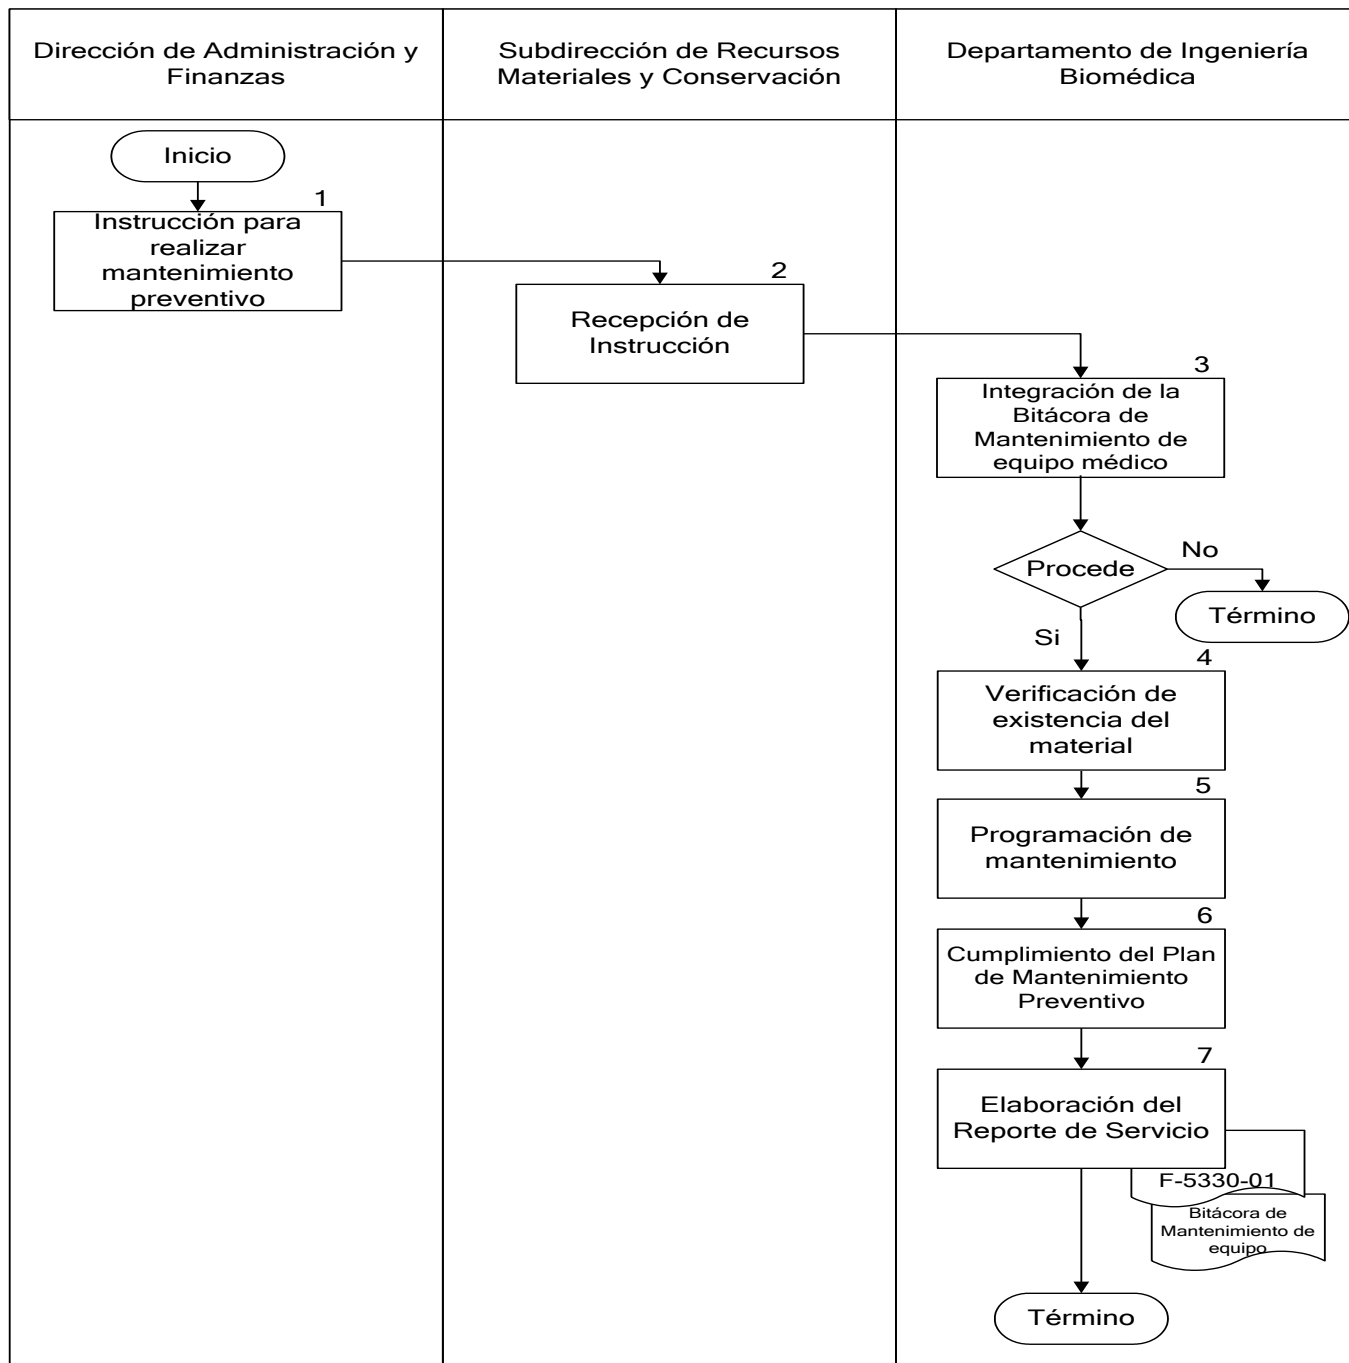 Dirección de Administración y
Finanzas
Subdirección de Recursos
Materiales y Conservación
Departamento de Ingeniería
Biomédica
Inicio
1
Instrucción para
realizar
mantenimiento
preventivo
2
Recepción de
Instrucción
3
Integración de la
Bitácora de
Mantenimiento de
equipo médico
Procede
No
Término
Si
4
Verificación de
existencia del
material
5
Programación de
mantenimiento
6
Cumplimiento del Plan
de Mantenimiento
Preventivo
7
Elaboración del
Reporte de Servicio
F-5330-01
Bitácora de
Mantenimiento de
equipo
Término